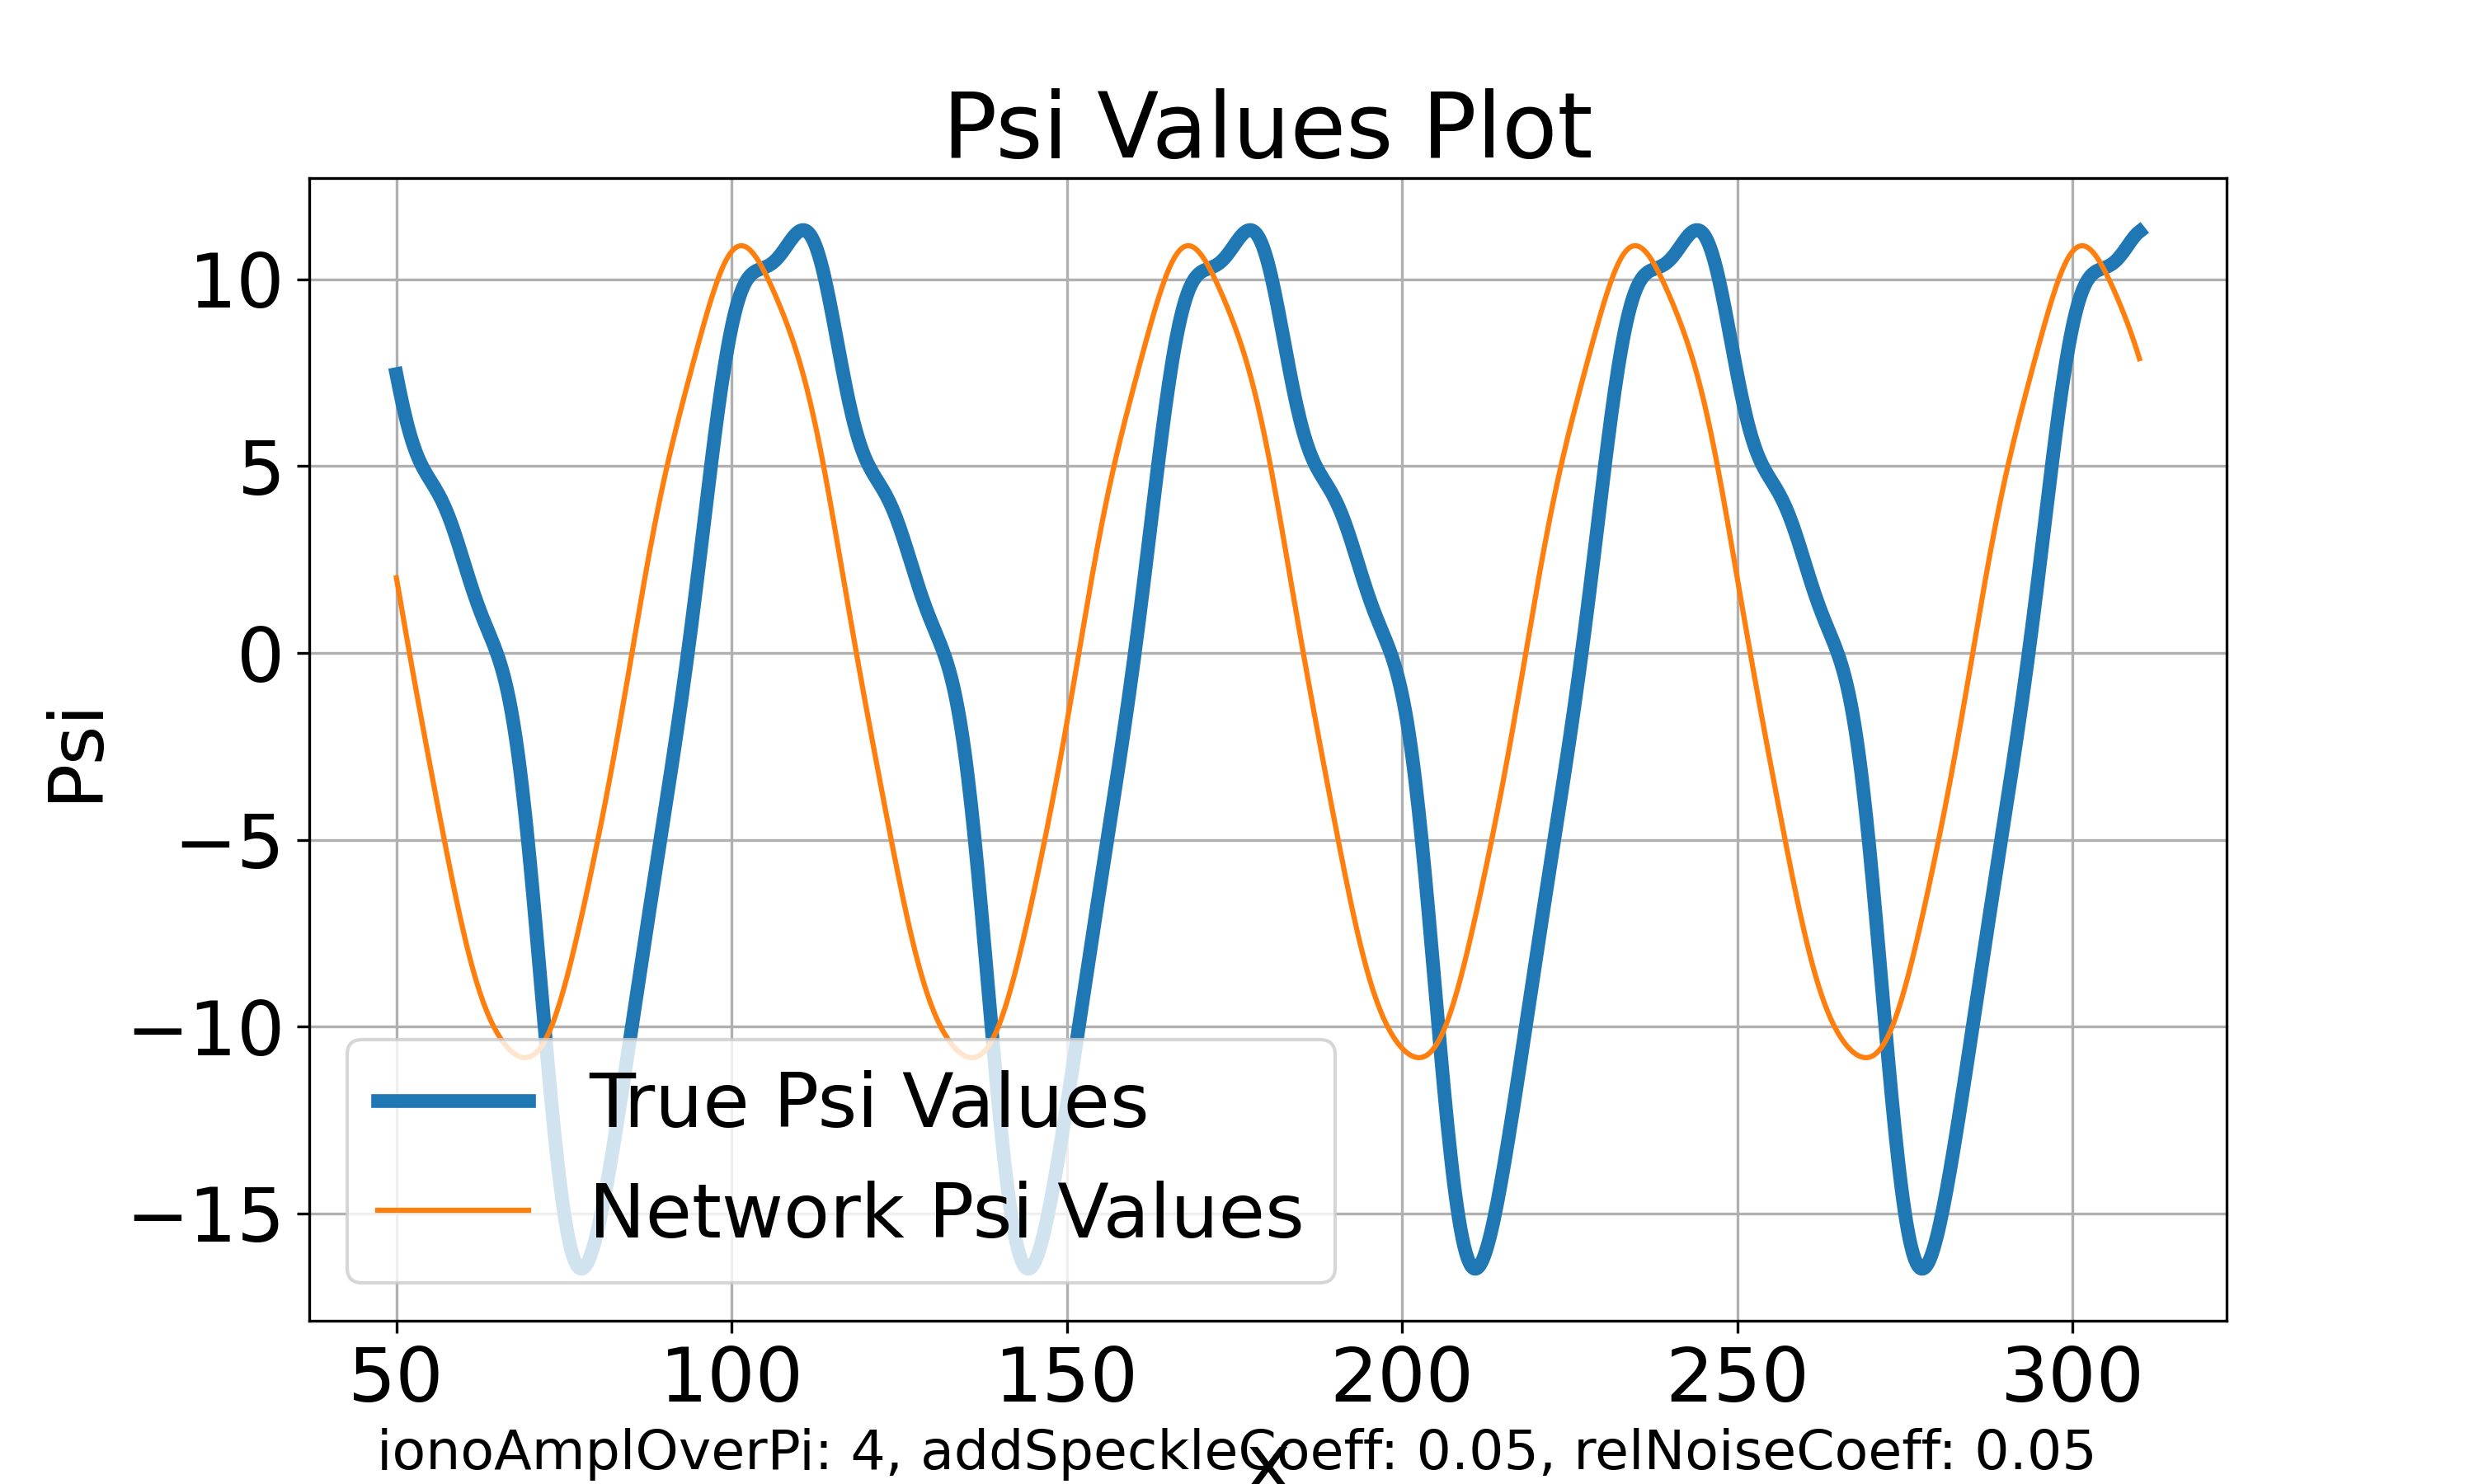 Psi Values Plot
10
5
0
−5
−10
−15
Psi
True Psi Values
Network Psi Values
50 100 150 200 250 300
ionoAmplOverPi: 4, addSpeckleCoeff: 0.05, relNoiseCoeff: 0.05
x